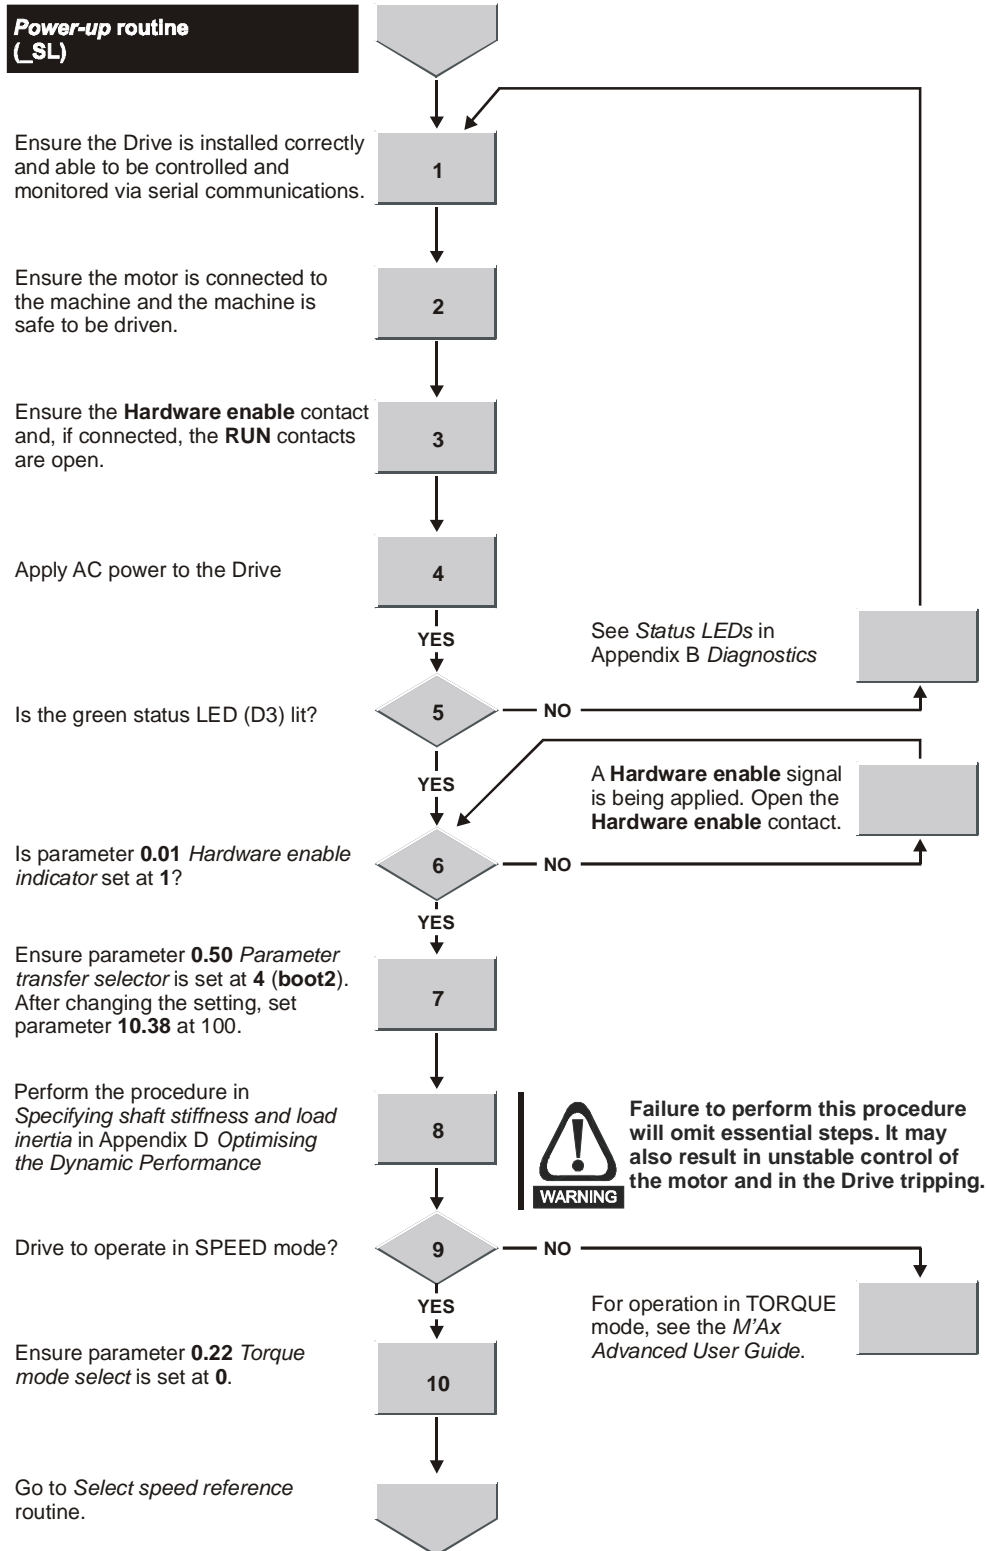 Power-up routine
(_SL)
Ensure the Drive is installed correctly
and able to be controlled and
monitored via serial communications.
1
Ensure the motor is connected to
the machine and the machine is
safe to be driven.
2
Ensure the Hardware enable contact
and, if connected, the RUN contacts
are open.
3
Apply AC power to the Drive
4
YES
See Status LEDs in
Appendix B Diagnostics
Is the green status LED (D3) lit?
5
NO
YES
A Hardware enable signal
is being applied. Open the
Hardware enable contact.
Is parameter 0.01 Hardware enable
indicator set at 1?
6
NO
YES
Ensure parameter 0.50 Parameter
transfer selector is set at 4 (boot2).
After changing the setting, set
parameter 10.38 at 100.
7
Perform the procedure in
Specifying shaft stiffness and load
inertia in Appendix D Optimising
the Dynamic Performance
8
WARNING
Failure to perform this procedure
will omit essential steps. It may
also result in unstable control of
the motor and in the Drive tripping.
Drive to operate in SPEED mode?
9
NO
YES
For operation in TORQUE
mode, see the M'Ax
Advanced User Guide.
Ensure parameter 0.22 Torque
mode select is set at 0.
10
Go to Select speed reference
routine.